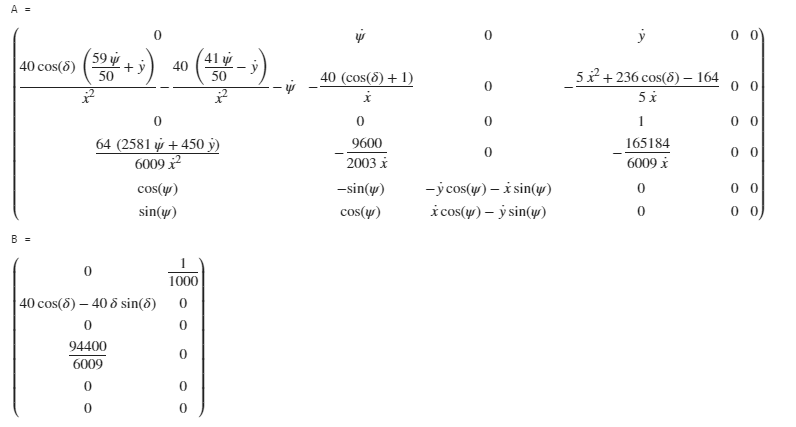 A =
0 ψ̇ 0 ẏ 0 0
40 cos(δ) (59 ψ̇/50 + ẏ)/ẋ² − 40 (41 ψ̇/50 − ẏ)/ẋ² − ψ̇ −40 (cos(δ) + 1)/ẋ 0 −(5 ẋ² + 236 cos(δ) − 164)/(5 ẋ) 0 0
0 0 0 1 0 0
64 (2581 ψ̇ + 450 ẏ)/(6009 ẋ²) −9600/(2003 ẋ) 0 −165184/(6009 ẋ) 0 0
cos(ψ) −sin(ψ) −ẏ cos(ψ) − ẋ sin(ψ) 0 0 0
sin(ψ) cos(ψ) ẋ cos(ψ) − ẏ sin(ψ) 0 0 0
B =
0 1/1000
40 cos(δ) − 40 δ sin(δ) 0
0 0
94400/6009 0
0 0
0 0